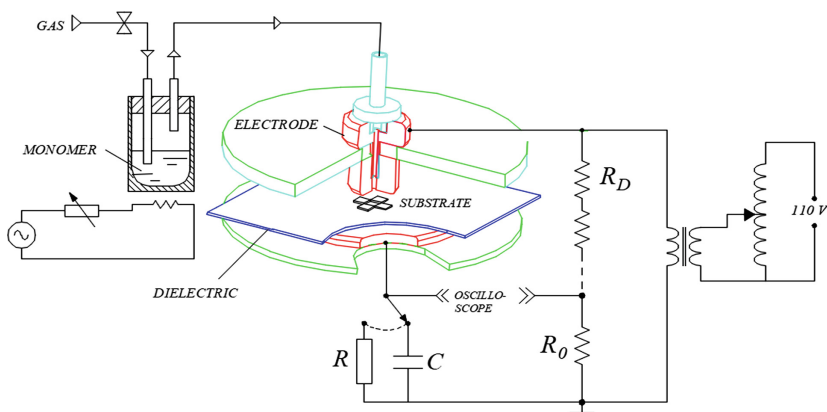 GAS
ELECTRODE
MONOMER
SUBSTRATE
R_D
110 V
DIELECTRIC
OSCILLO-
SCOPE
R
C
R_0